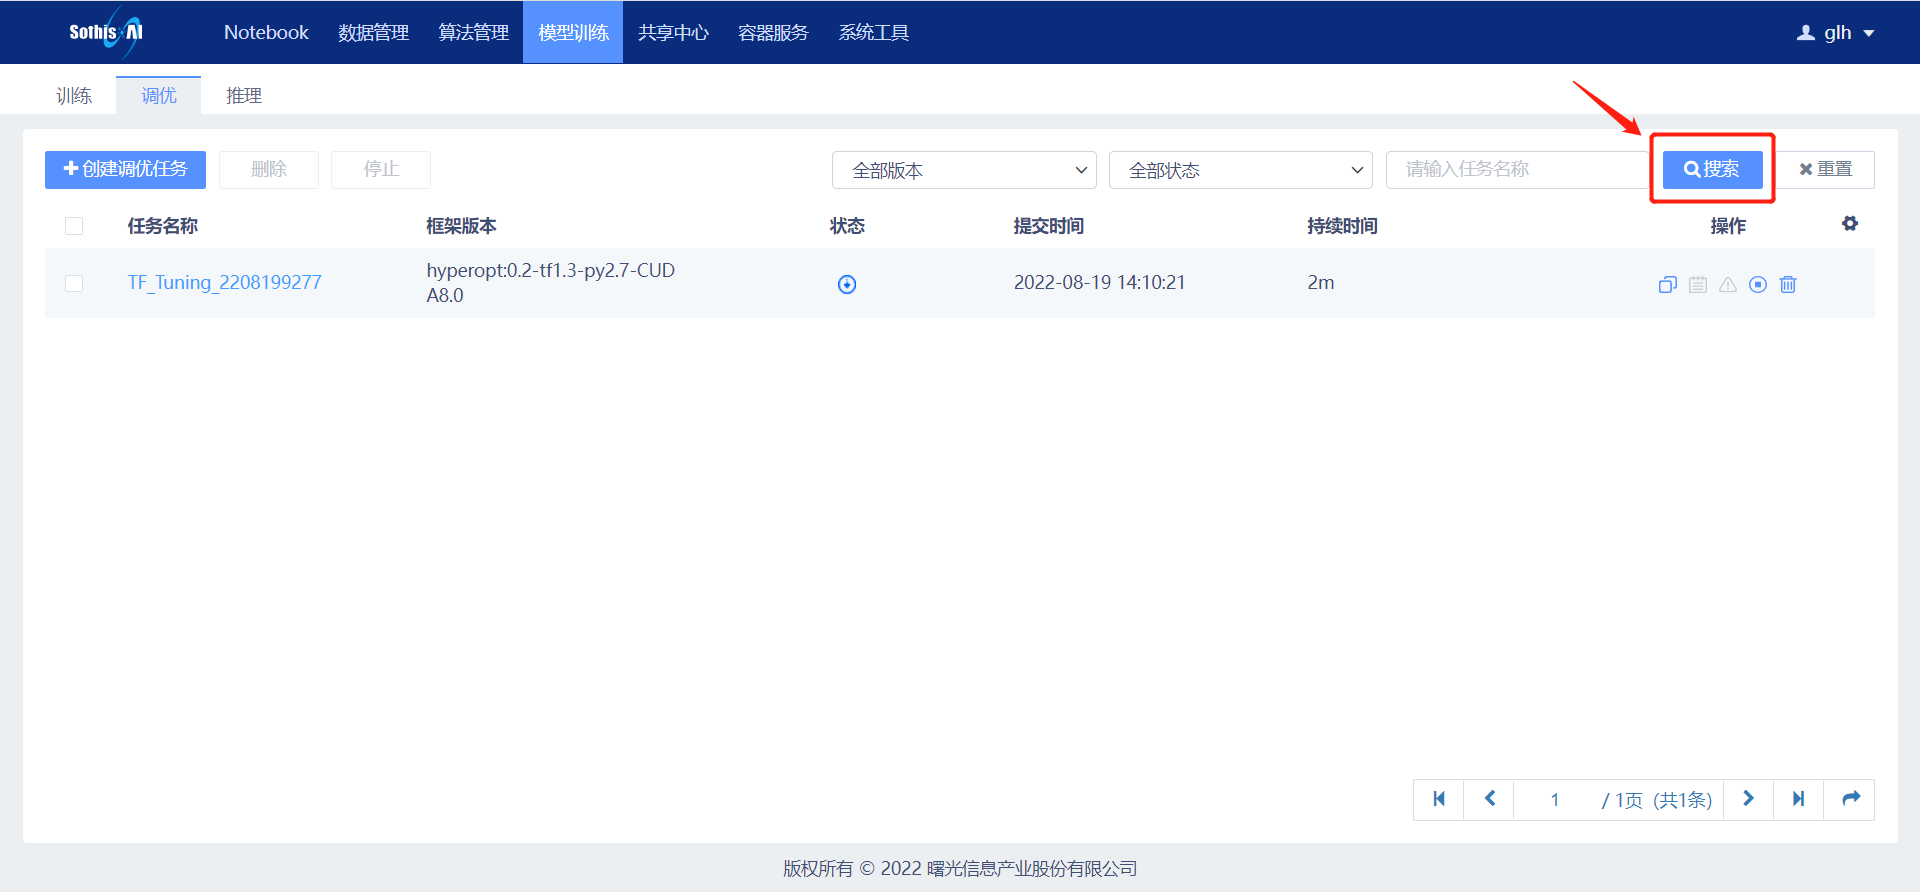 Sothis AI
Notebook 数据管理 算法管理 模型训练 共享中心 容器服务 系统工具 glh
训练 调优 推理
创建调优任务 删除 停止 全部版本 全部状态 请输入任务名称 搜索 重置
任务名称 框架版本 状态 提交时间 持续时间 操作
TF_Tuning_2208199277 hyperopt:0.2-tf1.3-py2.7-CUD 2022-08-19 14:10:21 2m
A8.0
1 / 1页 (共1条)
版权所有 © 2022 曙光信息产业股份有限公司